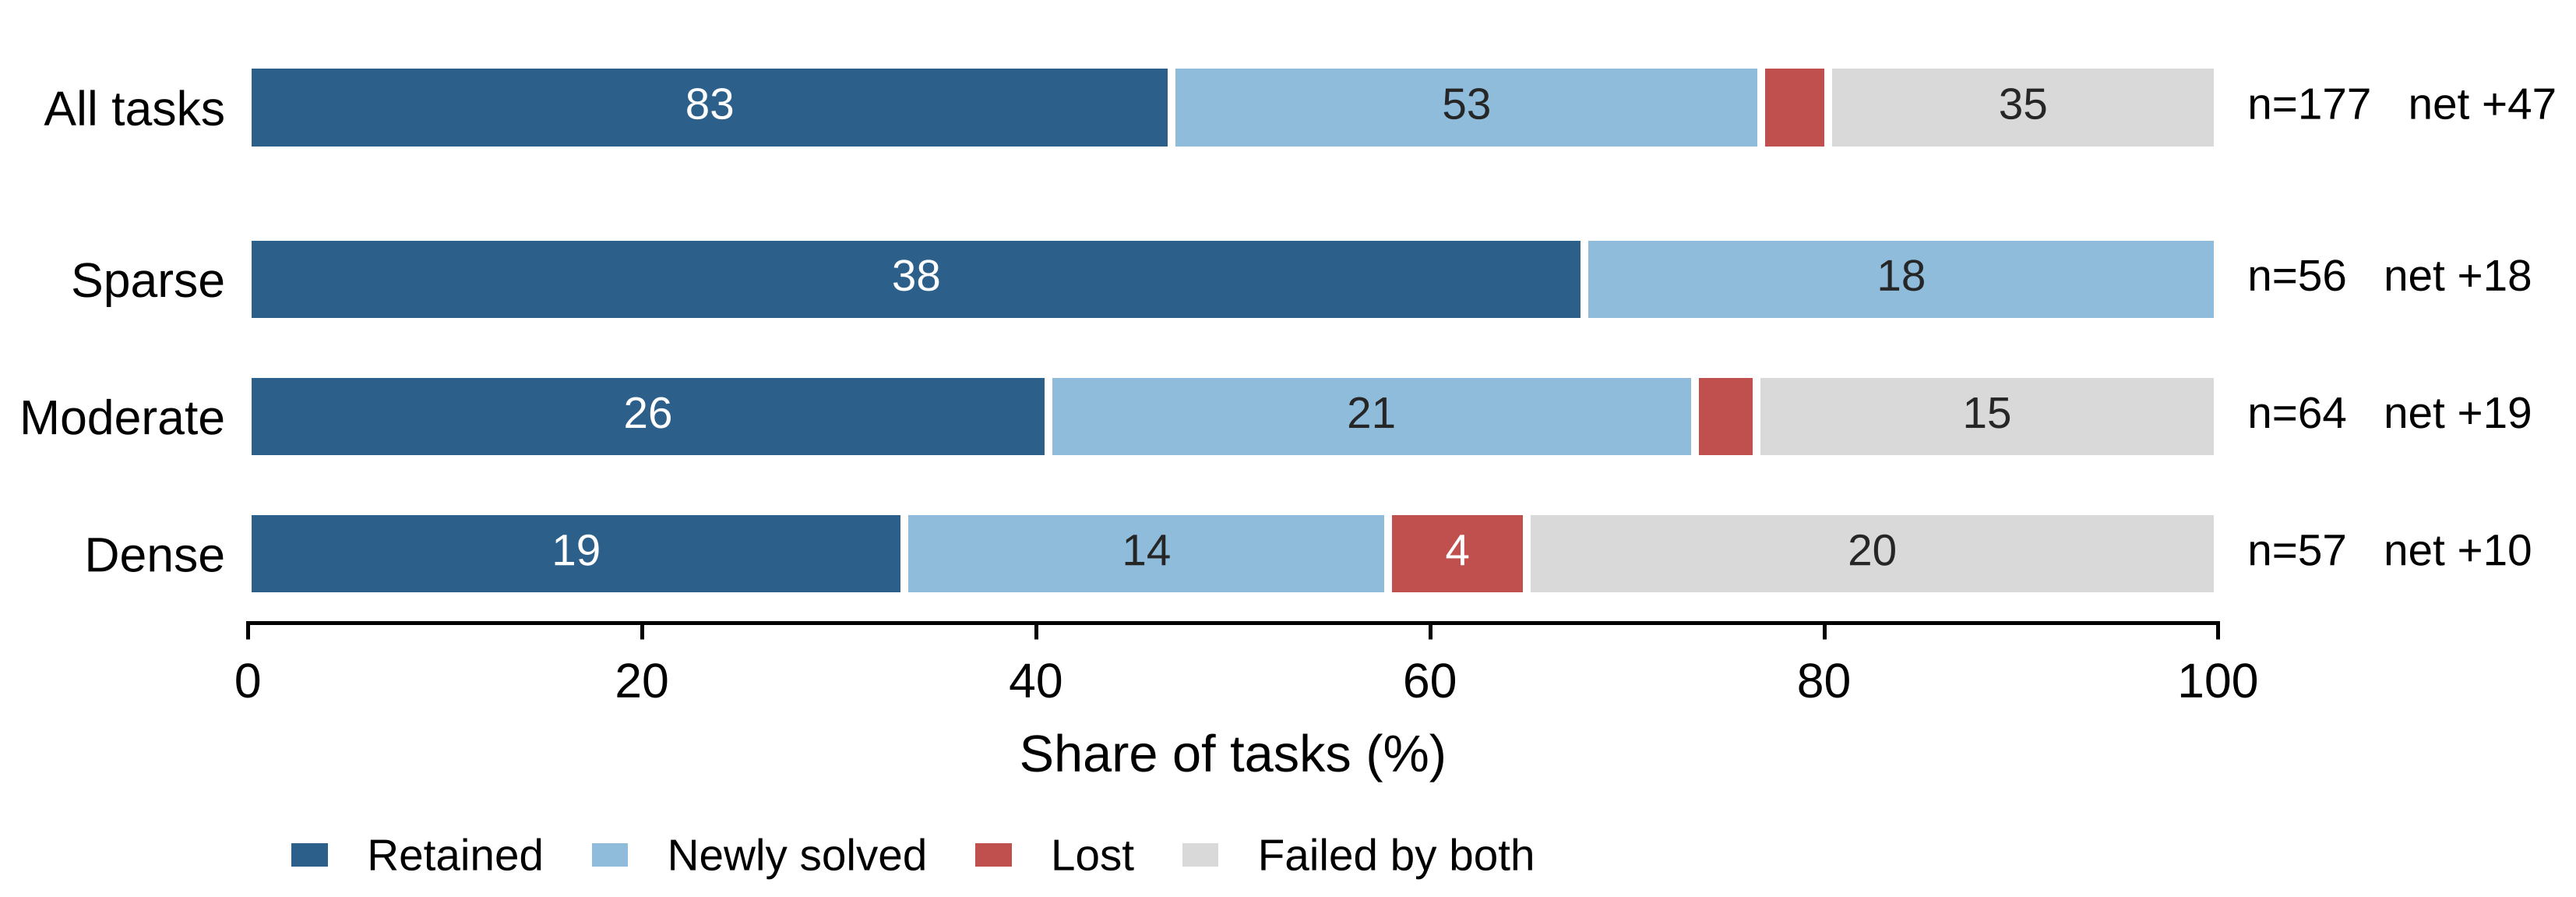 All tasks 83 53 35 n=177 net +47
Sparse 38 18 n=56 net +18
Moderate 26 21 15 n=64 net +19
Dense 19 14 4 20 n=57 net +10
0 20 40 60 80 100
Share of tasks (%)
Retained Newly solved Lost Failed by both